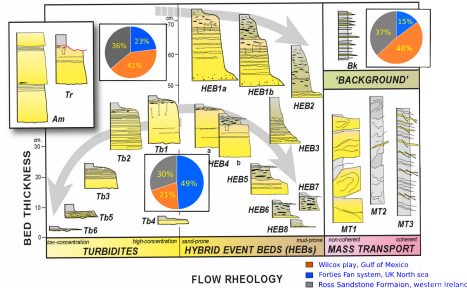 70
60
50
cm
30
20
10
0
cm
BED THICKNESS
Am
Tr
36%
23%
41%
HEB1a
HEB1b
HEB2
HEB3
15%
37%
48%
Bk
'BACKGROUND'
Tb2
Tb1
a
b
HEB4
HEB5
HEB6
HEB7
HEB8
30%
49%
21%
Tb3
Tb4
Tb5
Tb6
MT1
MT2
MT3
low-concentration
high-concentration
sand-prone
mud-prone
non-coherent
coherent
TURBIDITES
HYBRID EVENT BEDS (HEBs)
MASS TRANSPORT
FLOW RHEOLOGY
Wilcox play, Gulf of Mexico
Forties Fan system, UK North sea
Ross Sandstone Formaion, western Ireland